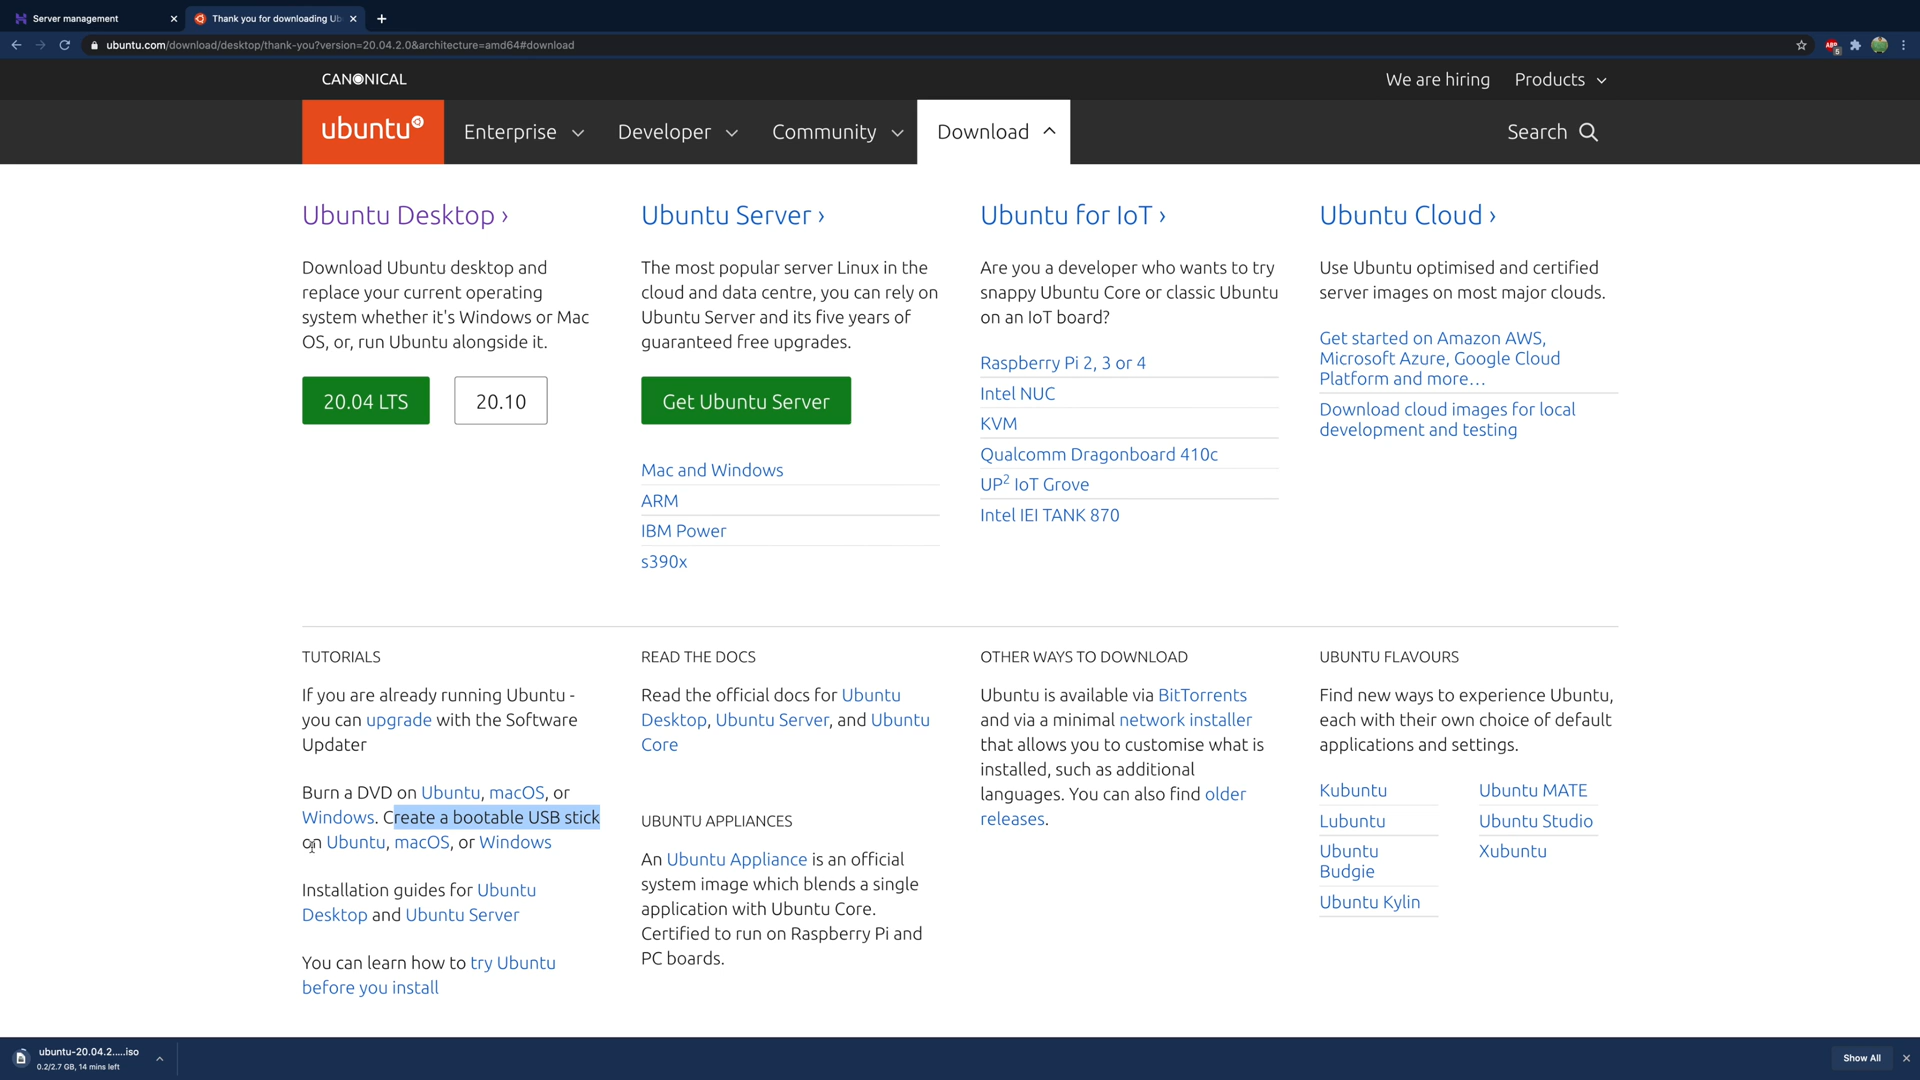 Server management
Thank you for downloading Ub
ubuntu.com/download/desktop/thank-you?version=20.04.2.0&architecture=amd64#download
ABP
5
CANONICAL
We are hiring
Products
ubuntu
Enterprise
Developer
Community
Download
Search
Ubuntu Desktop ›
Download Ubuntu desktop and
replace your current operating
system whether it's Windows or Mac
OS, or, run Ubuntu alongside it.
20.04 LTS
20.10
Ubuntu Server ›
The most popular server Linux in the
cloud and data centre, you can rely on
Ubuntu Server and its five years of
guaranteed free upgrades.
Get Ubuntu Server
Mac and Windows
ARM
IBM Power
s390x
Ubuntu for IoT ›
Are you a developer who wants to try
snappy Ubuntu Core or classic Ubuntu
on an IoT board?
Raspberry Pi 2, 3 or 4
Intel NUC
KVM
Qualcomm Dragonboard 410c
UP² IoT Grove
Intel IEI TANK 870
Ubuntu Cloud ›
Use Ubuntu optimised and certified
server images on most major clouds.
Get started on Amazon AWS,
Microsoft Azure, Google Cloud
Platform and more…
Download cloud images for local
development and testing
TUTORIALS
If you are already running Ubuntu -
you can upgrade with the Software
Updater
Burn a DVD on Ubuntu, macOS, or
Windows. Create a bootable USB stick
on Ubuntu, macOS, or Windows
Installation guides for Ubuntu
Desktop and Ubuntu Server
You can learn how to try Ubuntu
before you install
READ THE DOCS
Read the official docs for Ubuntu
Desktop, Ubuntu Server, and Ubuntu
Core
UBUNTU APPLIANCES
An Ubuntu Appliance is an official
system image which blends a single
application with Ubuntu Core.
Certified to run on Raspberry Pi and
PC boards.
OTHER WAYS TO DOWNLOAD
Ubuntu is available via BitTorrents
and via a minimal network installer
that allows you to customise what is
installed, such as additional
languages. You can also find older
releases.
UBUNTU FLAVOURS
Find new ways to experience Ubuntu,
each with their own choice of default
applications and settings.
Kubuntu
Lubuntu
Ubuntu
Budgie
Ubuntu Kylin
Ubuntu MATE
Ubuntu Studio
Xubuntu
ubuntu-20.04.2.....iso
0.2/2.7 GB, 14 mins left
Show All